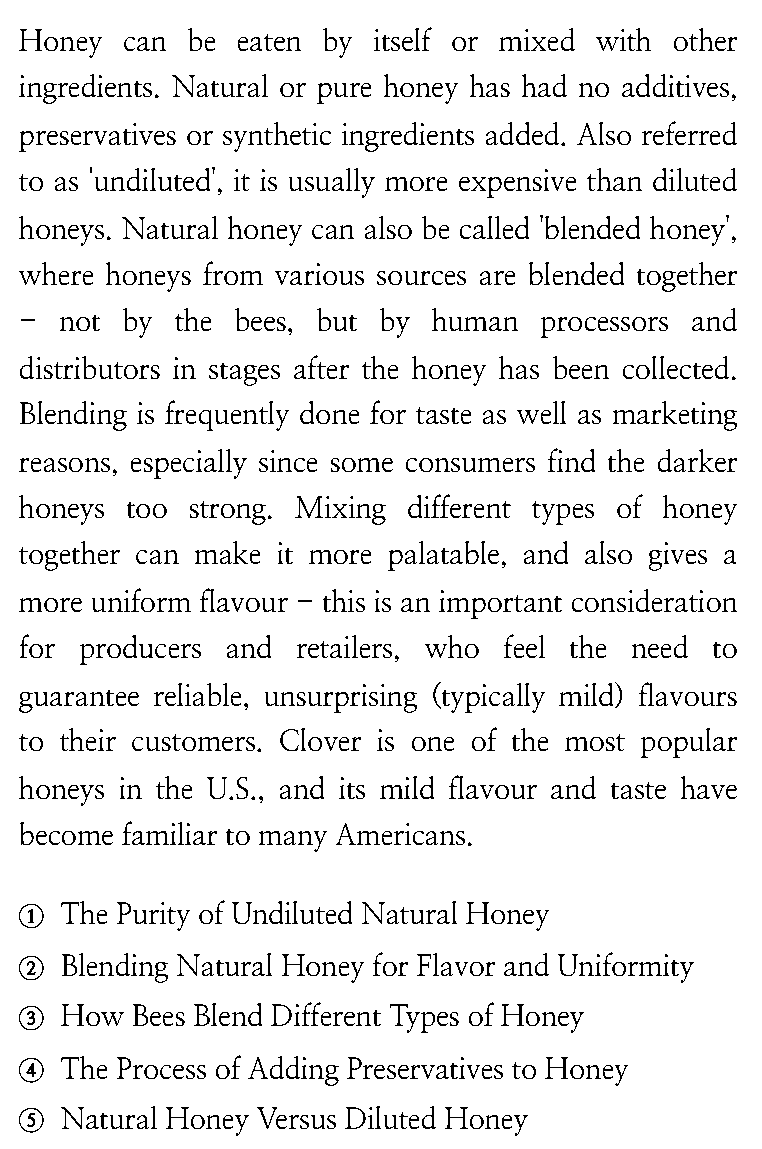 Honey can be eaten by itself or mixed with other
ingredients. Natural or pure honey has had no additives,
preservatives or synthetic ingredients added. Also referred
to as 'undiluted', it is usually more expensive than diluted
honeys. Natural honey can also be called 'blended honey',
where honeys from various sources are blended together
– not by the bees, but by human processors and
distributors in stages after the honey has been collected.
Blending is frequently done for taste as well as marketing
reasons, especially since some consumers find the darker
honeys too strong. Mixing different types of honey
together can make it more palatable, and also gives a
more uniform flavour – this is an important consideration
for producers and retailers, who feel the need to
guarantee reliable, unsurprising (typically mild) flavours
to their customers. Clover is one of the most popular
honeys in the U.S., and its mild flavour and taste have
become familiar to many Americans.
① The Purity of Undiluted Natural Honey
② Blending Natural Honey for Flavor and Uniformity
③ How Bees Blend Different Types of Honey
④ The Process of Adding Preservatives to Honey
⑤ Natural Honey Versus Diluted Honey